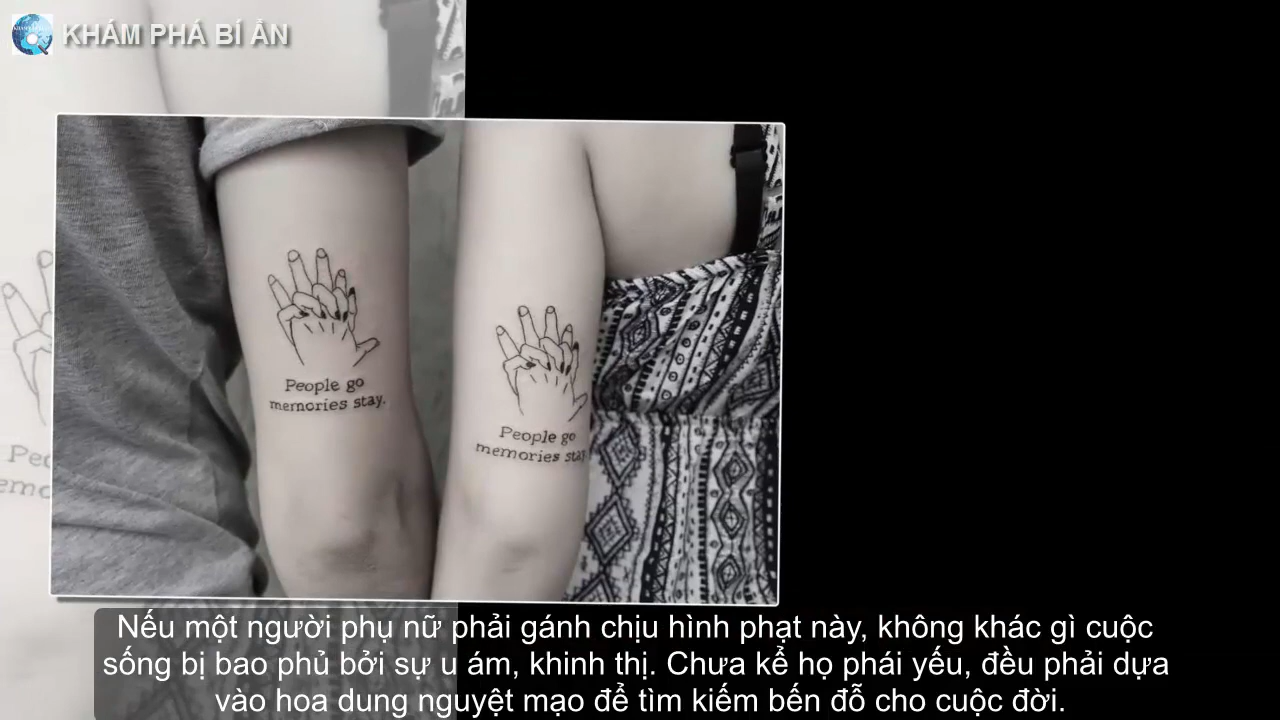 KHÁM PHÁ BÍ ẨN
People go
memories stay.
People go
memories stay
Peo
emo
Nếu một người phụ nữ phải gánh chịu hình phạt này, không khác gì cuộc
sống bị bao phủ bởi sự u ám, khinh thị. Chưa kể họ phái yếu, đều phải dựa
vào hoa dung nguyệt mạo để tìm kiếm bến đỗ cho cuộc đời.